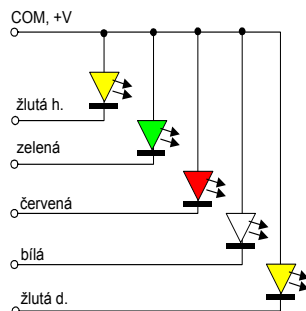 COM, +V
žlutá h.
zelená
červená
bílá
žlutá d.